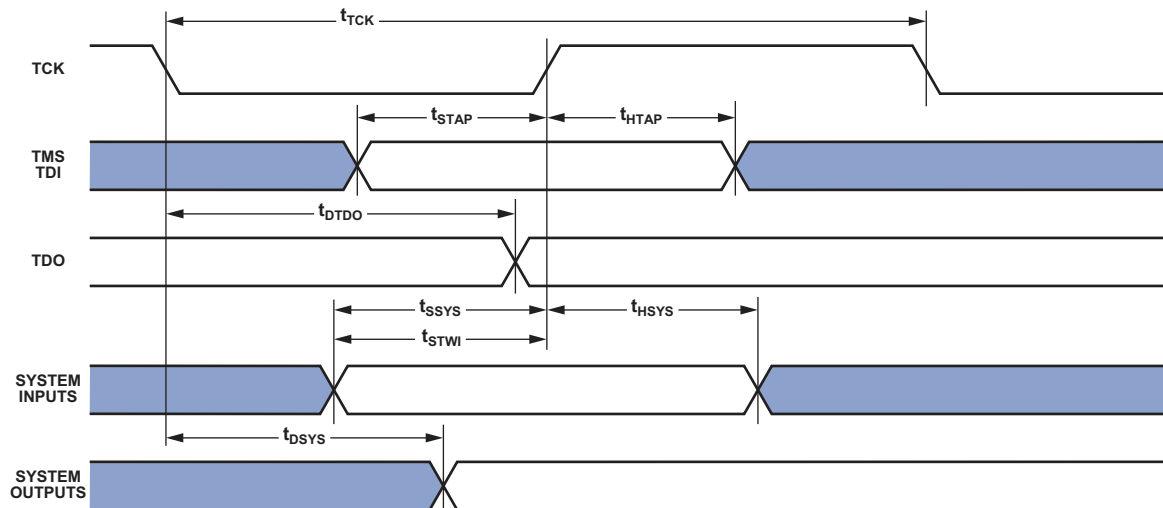 tTCK
TCK
tSTAP
tHTAP
TMS
TDI
tDTDO
TDO
tSSYS
tHSYS
tSTWI
SYSTEM
INPUTS
tDSYS
SYSTEM
OUTPUTS